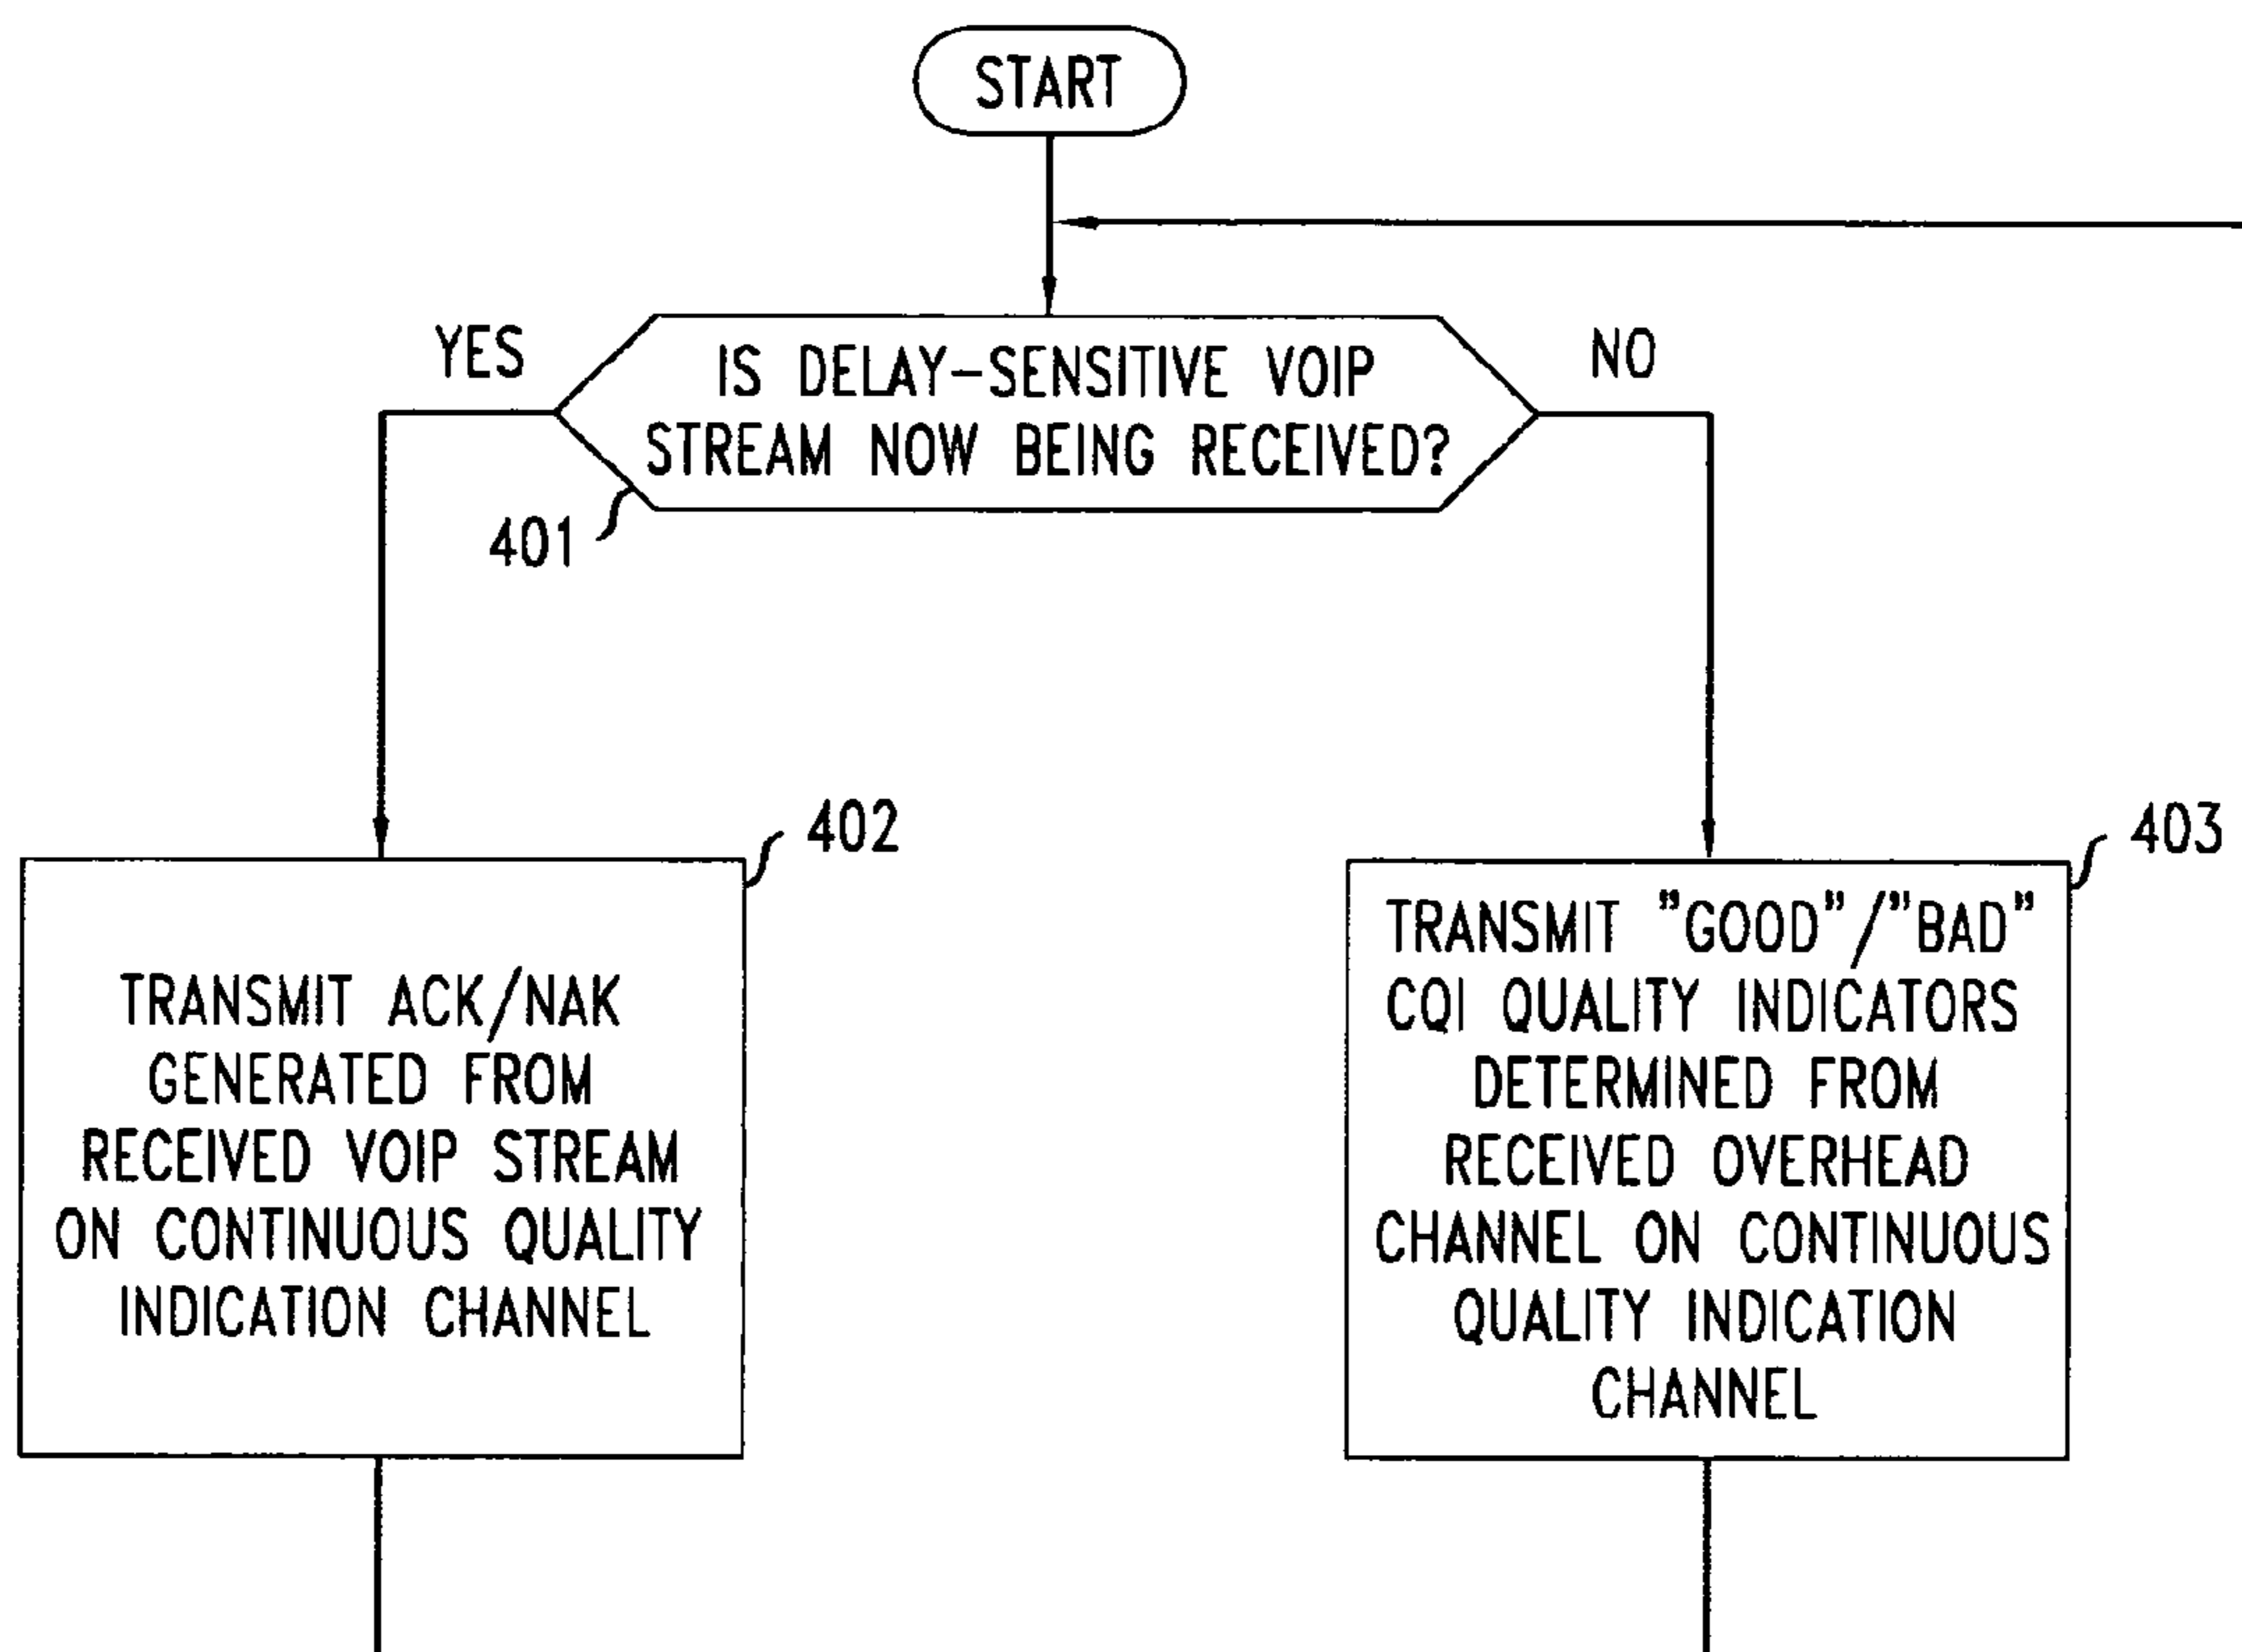 START
YES
IS DELAY-SENSITIVE VOIP
STREAM NOW BEING RECEIVED?
NO
401
402
TRANSMIT ACK/NAK
GENERATED FROM
RECEIVED VOIP STREAM
ON CONTINUOUS QUALITY
INDICATION CHANNEL
403
TRANSMIT "GOOD"/"BAD"
CQI QUALITY INDICATORS
DETERMINED FROM
RECEIVED OVERHEAD
CHANNEL ON CONTINUOUS
QUALITY INDICATION
CHANNEL